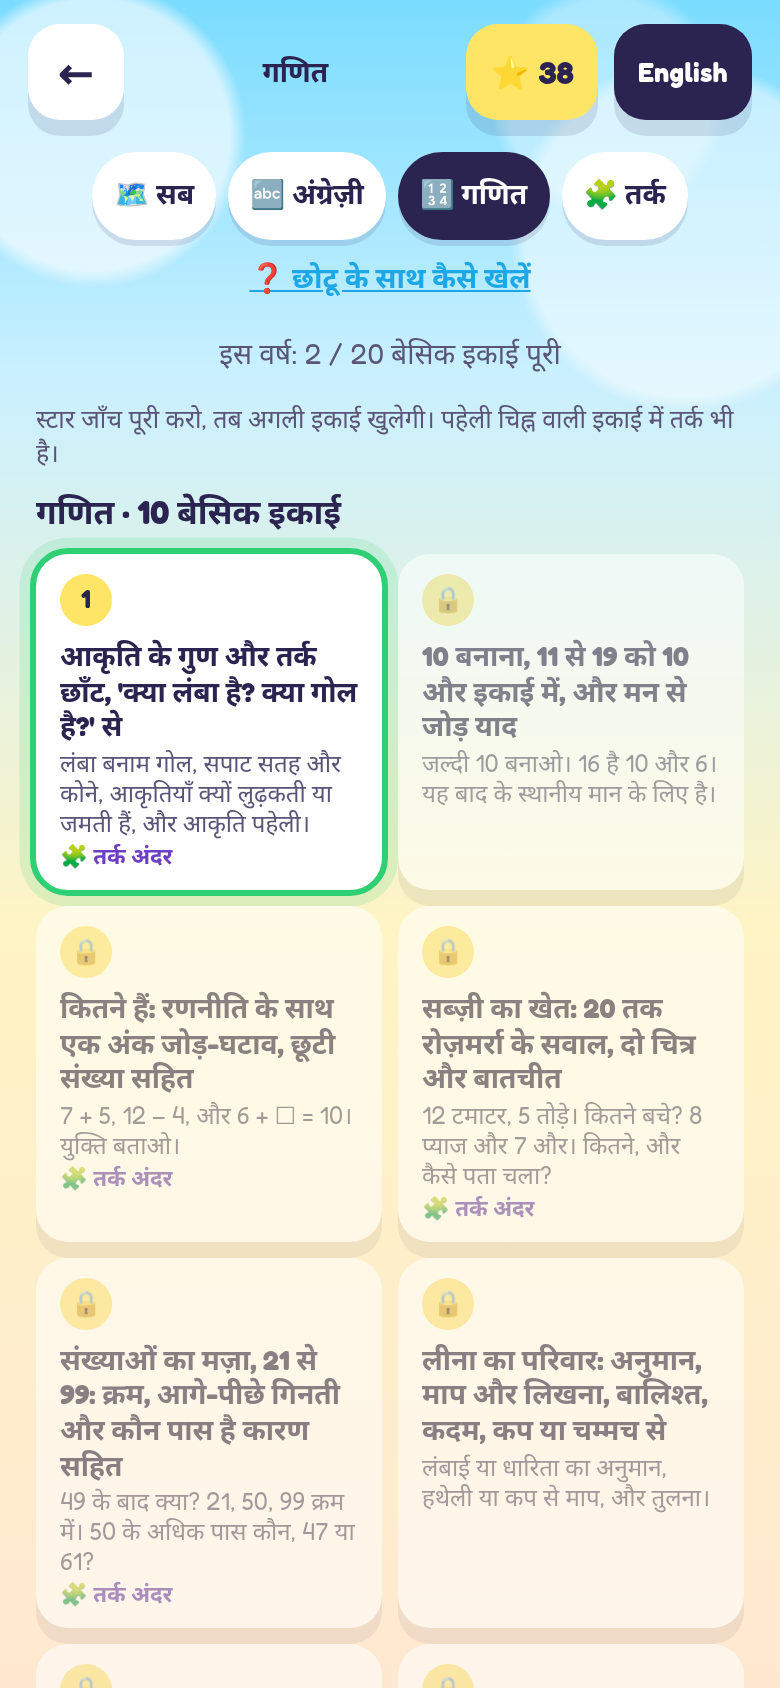 ←
गणित
⭐ 38
English
🗺️ सब
🔤 अंग्रेज़ी
🔢 गणित
🧩 तर्क
❓ छोटू के साथ कैसे खेलें
इस वर्ष: 2 / 20 बेसिक इकाई पूरी
स्टार जाँच पूरी करो, तब अगली इकाई खुलेगी। पहेली चिह्न वाली इकाई में तर्क भी
है।
गणित · 10 बेसिक इकाई
1
आकृति के गुण और तर्क
छाँट, 'क्या लंबा है? क्या गोल
है?' से
लंबा बनाम गोल, सपाट सतह और
कोने, आकृतियाँ क्यों लुढ़कती या
जमती हैं, और आकृति पहेली।
🧩 तर्क अंदर
🔒
10 बनाना, 11 से 19 को 10
और इकाई में, और मन से
जोड़ याद
जल्दी 10 बनाओ। 16 है 10 और 6।
यह बाद के स्थानीय मान के लिए है।
🔒
कितने हैं: रणनीति के साथ
एक अंक जोड़-घटाव, छूटी
संख्या सहित
7 + 5, 12 − 4, और 6 + □ = 10।
युक्ति बताओ।
🧩 तर्क अंदर
🔒
सब्ज़ी का खेत: 20 तक
रोज़मर्रा के सवाल, दो चित्र
और बातचीत
12 टमाटर, 5 तोड़े। कितने बचे? 8
प्याज और 7 और। कितने, और
कैसे पता चला?
🧩 तर्क अंदर
🔒
संख्याओं का मज़ा, 21 से
99: क्रम, आगे-पीछे गिनती
और कौन पास है कारण
सहित
49 के बाद क्या? 21, 50, 99 क्रम
में। 50 के अधिक पास कौन, 47 या
61?
🧩 तर्क अंदर
🔒
लीना का परिवार: अनुमान,
माप और लिखना, बालिश्त,
कदम, कप या चम्मच से
लंबाई या धारिता का अनुमान,
हथेली या कप से माप, और तुलना।
🔒
🔒